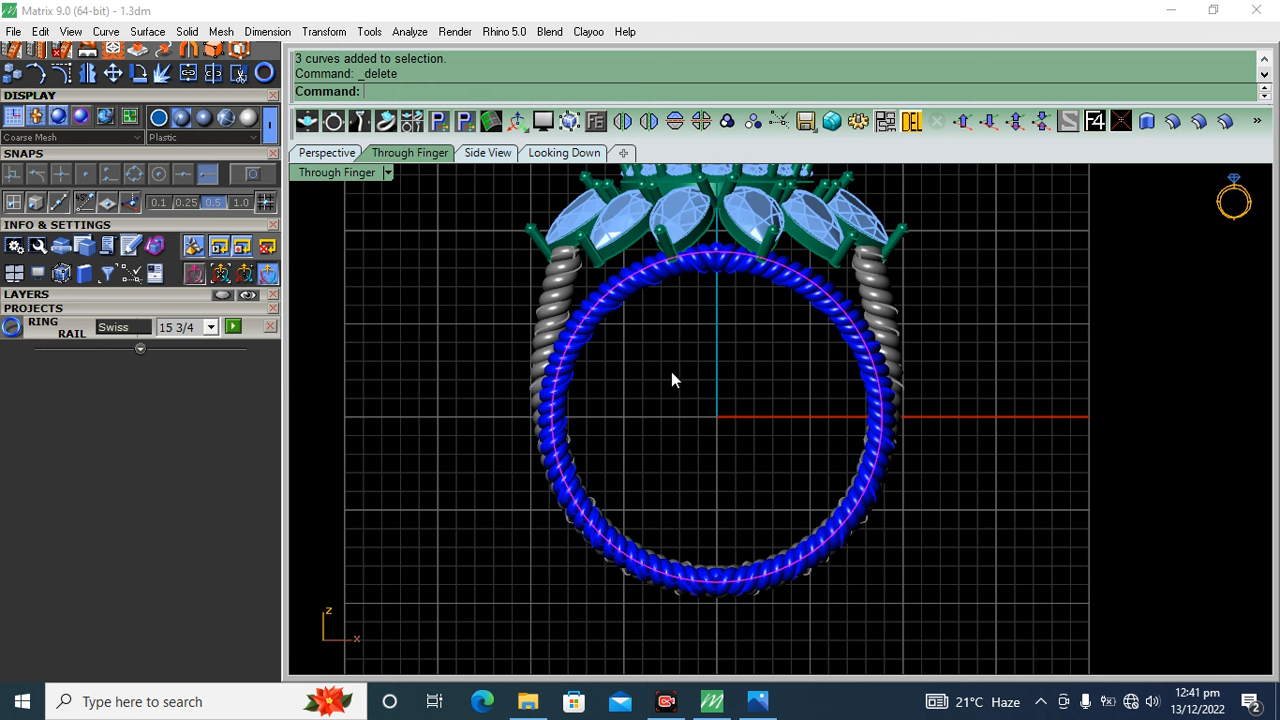 Matrix 9.0 (64-bit) - 1.3dm
File Edit View Curve Surface Solid Mesh Dimension Transform Tools Analyze Render Rhino 5.0 Blend Clayoo Help
3 curves added to selection.
Command: _delete
Command:
DISPLAY
Coarse Mesh Plastic
SNAPS
0.1 0.25 0.5 1.0
INFO & SETTINGS
LAYERS
PROJECTS
RING RAIL Swiss 15 3/4
P P FE DEL S F4 »
Perspective Through Finger Side View Looking Down
Through Finger
z
x
Type here to search
21°C Haze
12:41 pm
13/12/2022
2